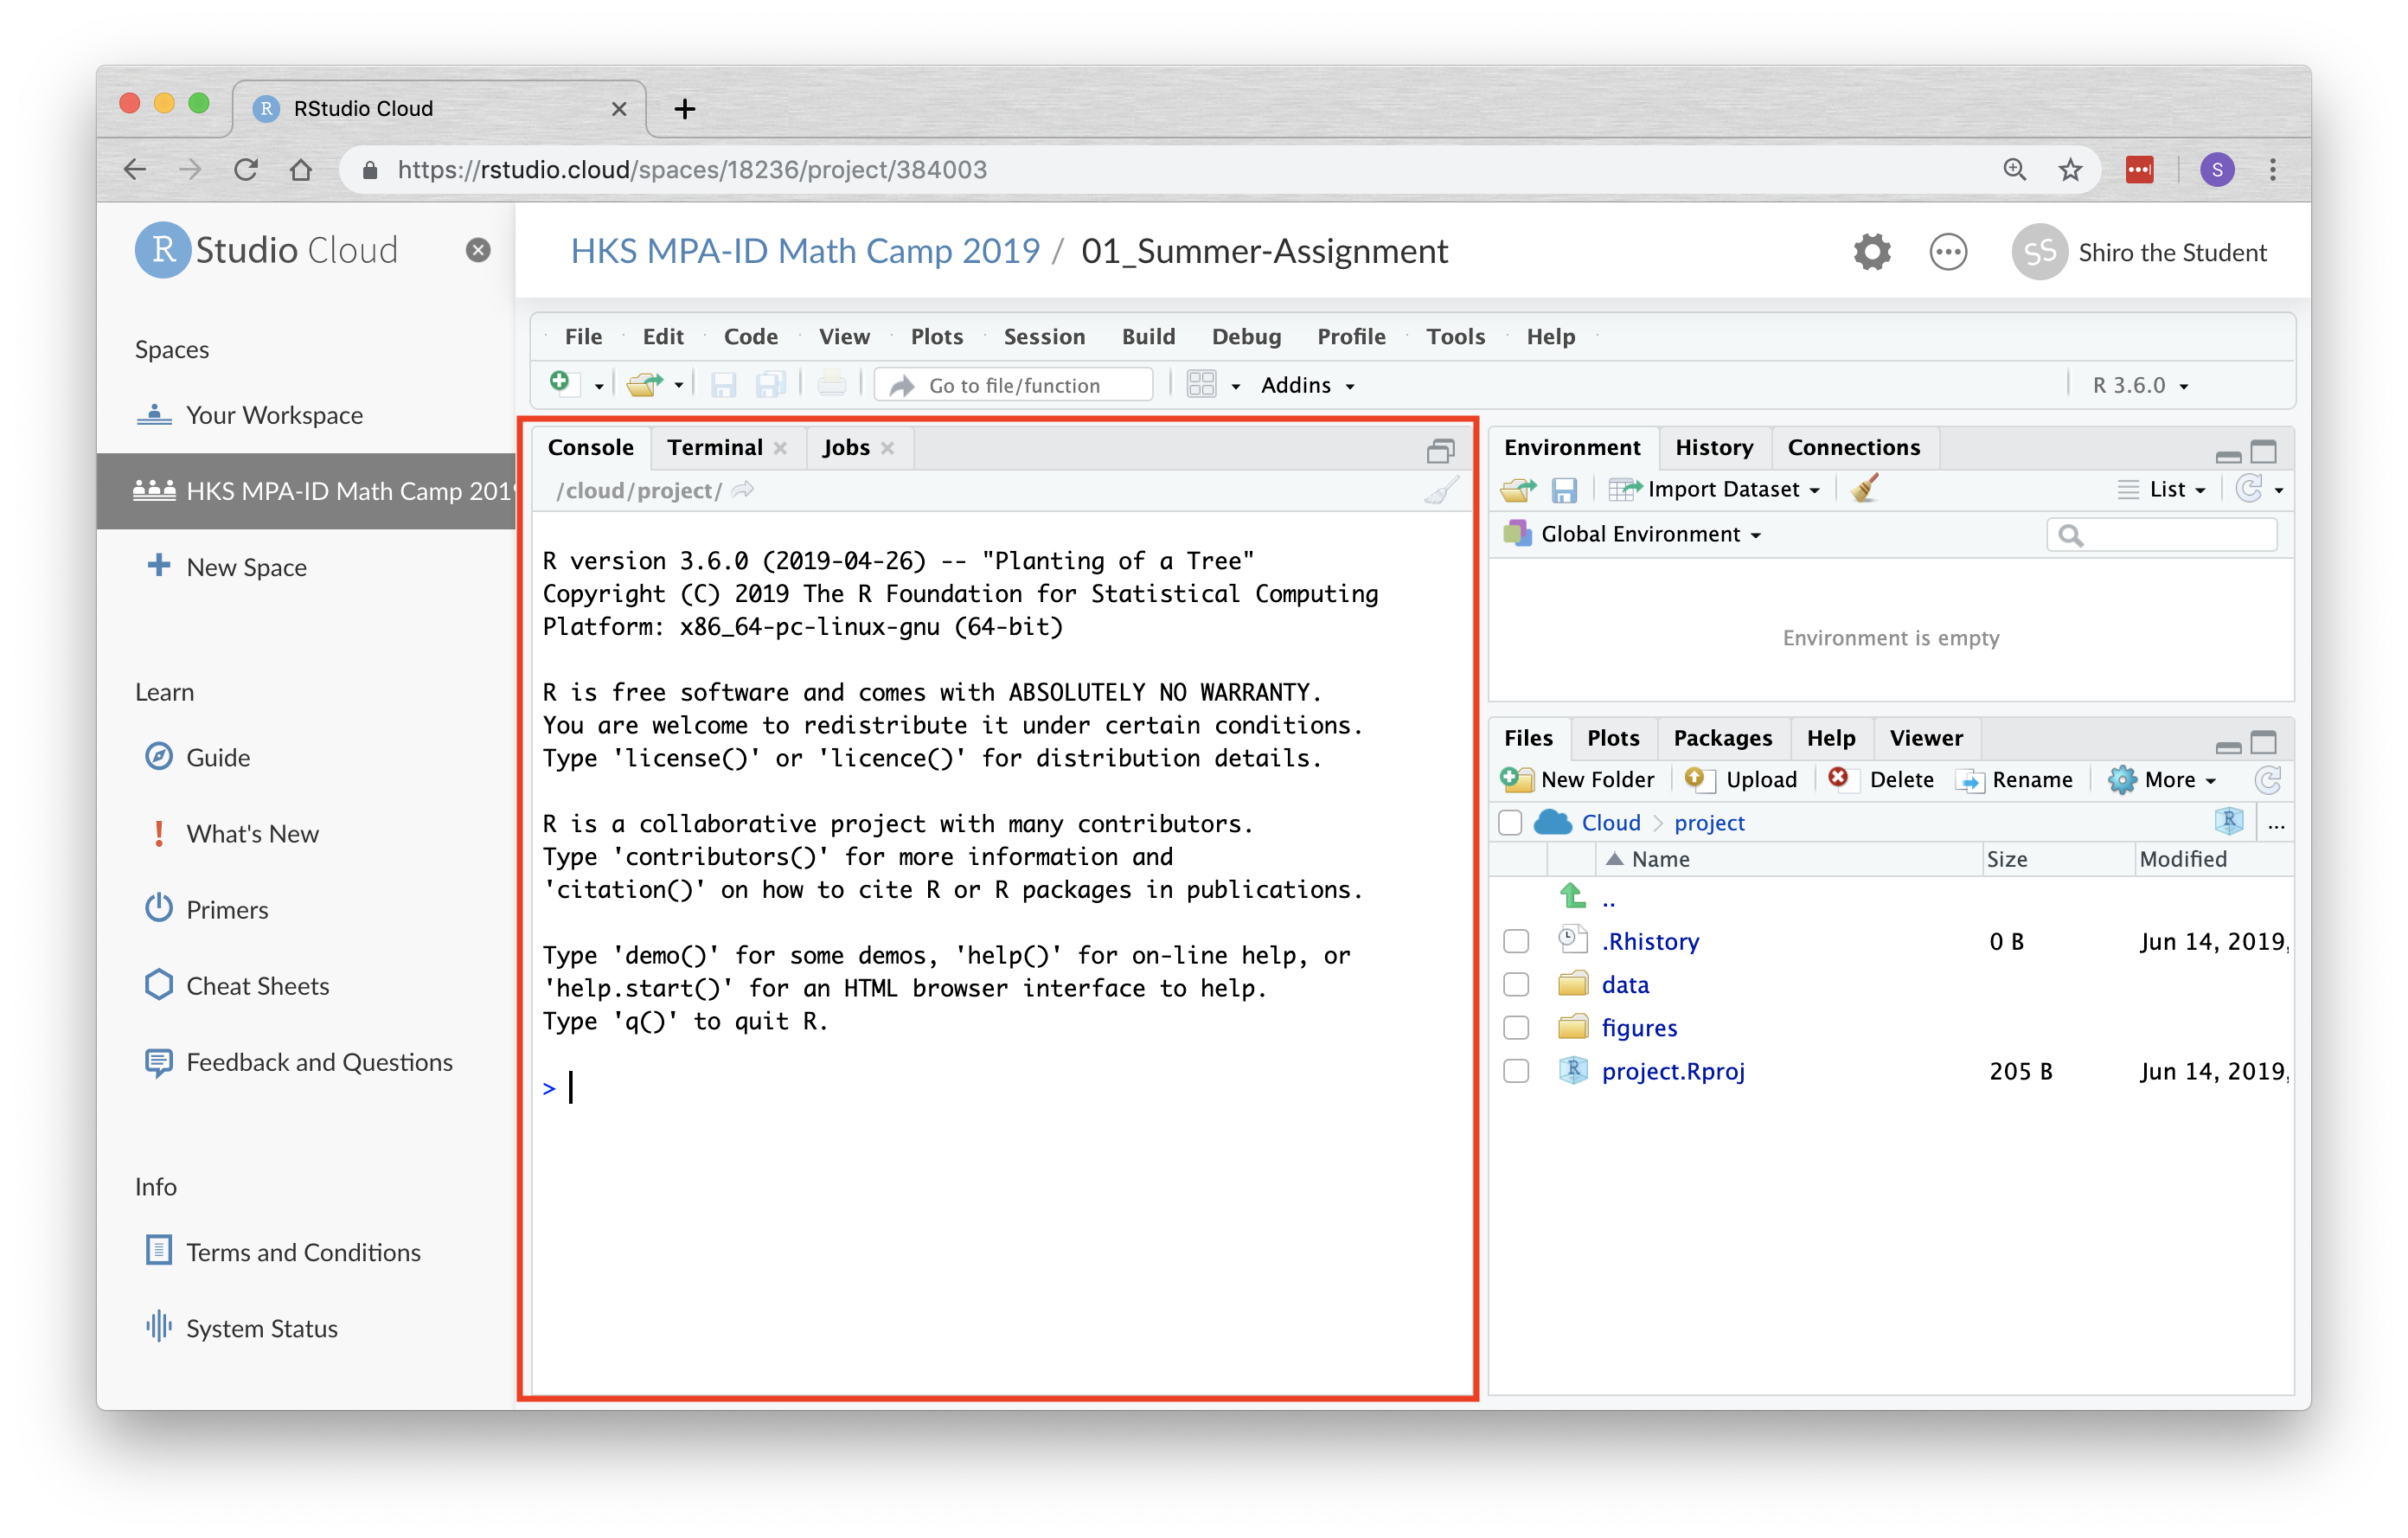 RStudio Cloud
https://rstudio.cloud/spaces/18236/project/384003
S
R Studio Cloud
HKS MPA-ID Math Camp 2019 / 01_Summer-Assignment
SS Shiro the Student
Spaces
Your Workspace
HKS MPA-ID Math Camp 201
New Space
Learn
Guide
What's New
Primers
Cheat Sheets
Feedback and Questions
Info
Terms and Conditions
System Status
File Edit Code View Plots Session Build Debug Profile Tools Help
Go to file/function Addins R 3.6.0
Console Terminal Jobs
/cloud/project/
R version 3.6.0 (2019-04-26) -- "Planting of a Tree"
Copyright (C) 2019 The R Foundation for Statistical Computing
Platform: x86_64-pc-linux-gnu (64-bit)
R is free software and comes with ABSOLUTELY NO WARRANTY.
You are welcome to redistribute it under certain conditions.
Type 'license()' or 'licence()' for distribution details.
R is a collaborative project with many contributors.
Type 'contributors()' for more information and
'citation()' on how to cite R or R packages in publications.
Type 'demo()' for some demos, 'help()' for on-line help, or
'help.start()' for an HTML browser interface to help.
Type 'q()' to quit R.
>
Environment History Connections
Import Dataset List
Global Environment
Environment is empty
Files Plots Packages Help Viewer
New Folder Upload Delete Rename More
Cloud > project ...
Name Size Modified
..
.Rhistory 0 B Jun 14, 2019,
data
figures
project.Rproj 205 B Jun 14, 2019,